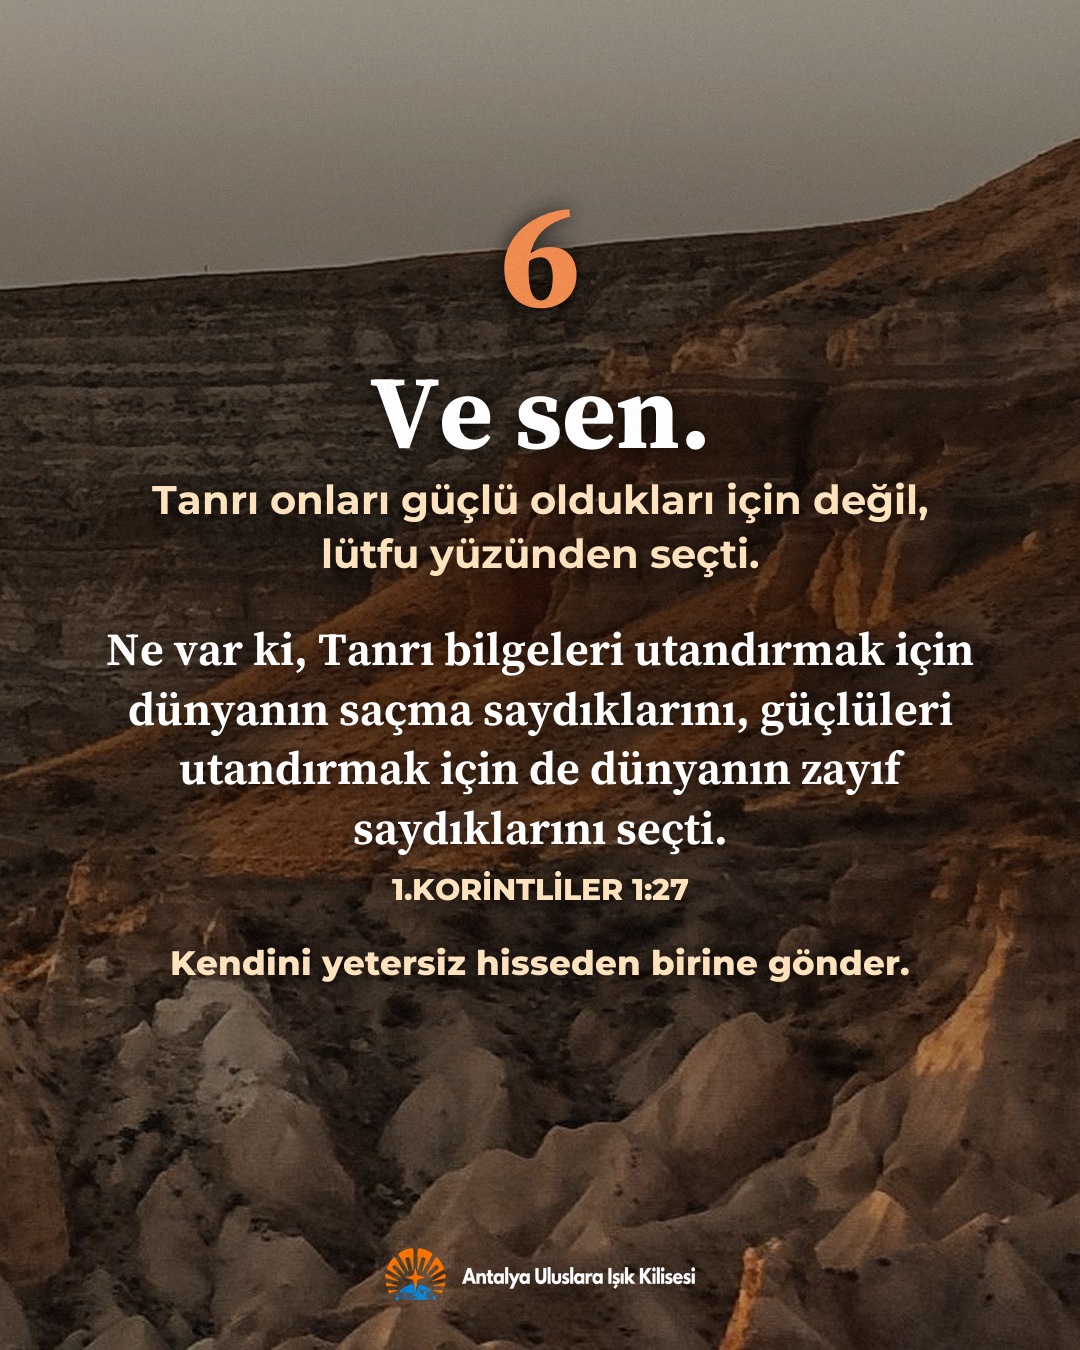 6
Ve sen.
Tanrı onları güçlü oldukları için değil,
lütfu yüzünden seçti.
Ne var ki, Tanrı bilgeleri utandırmak için
dünyanın saçma saydıklarını, güçlüleri
utandırmak için de dünyanın zayıf
saydıklarını seçti.
1.KORİNTLİLER 1:27
Kendini yetersiz hisseden birine gönder.
Antalya Uluslara Işık Kilisesi